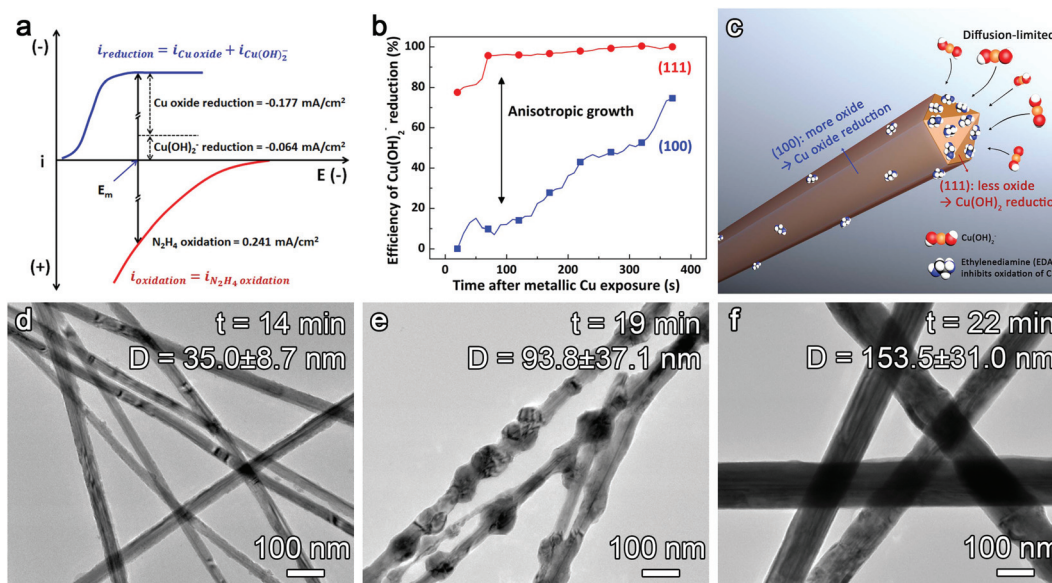 a
(-)
i_reduction = i_Cu oxide + i_Cu(OH)₂⁻
Cu oxide reduction = -0.177 mA/cm²
Cu(OH)₂⁻ reduction = -0.064 mA/cm²
i
E (-)
E_m
N₂H₄ oxidation = 0.241 mA/cm²
(+)
i_oxidation = i_N₂H₄ oxidation
b
Efficiency of Cu(OH)₂⁻ reduction (%)
100
80
60
40
20
0
(111)
Anisotropic growth
(100)
0 100 200 300 400
Time after metallic Cu exposure (s)
c
Diffusion-limited
(100): more oxide
→ Cu oxide reduction
(111): less oxide
→ Cu(OH)₂ reduction
Cu(OH)₂⁻
Ethylenediamine (EDA
inhibits oxidation of C
d
t = 14 min
D = 35.0±8.7 nm
100 nm
e
t = 19 min
D = 93.8±37.1 nm
100 nm
f
t = 22 min
D = 153.5±31.0 nm
100 nm